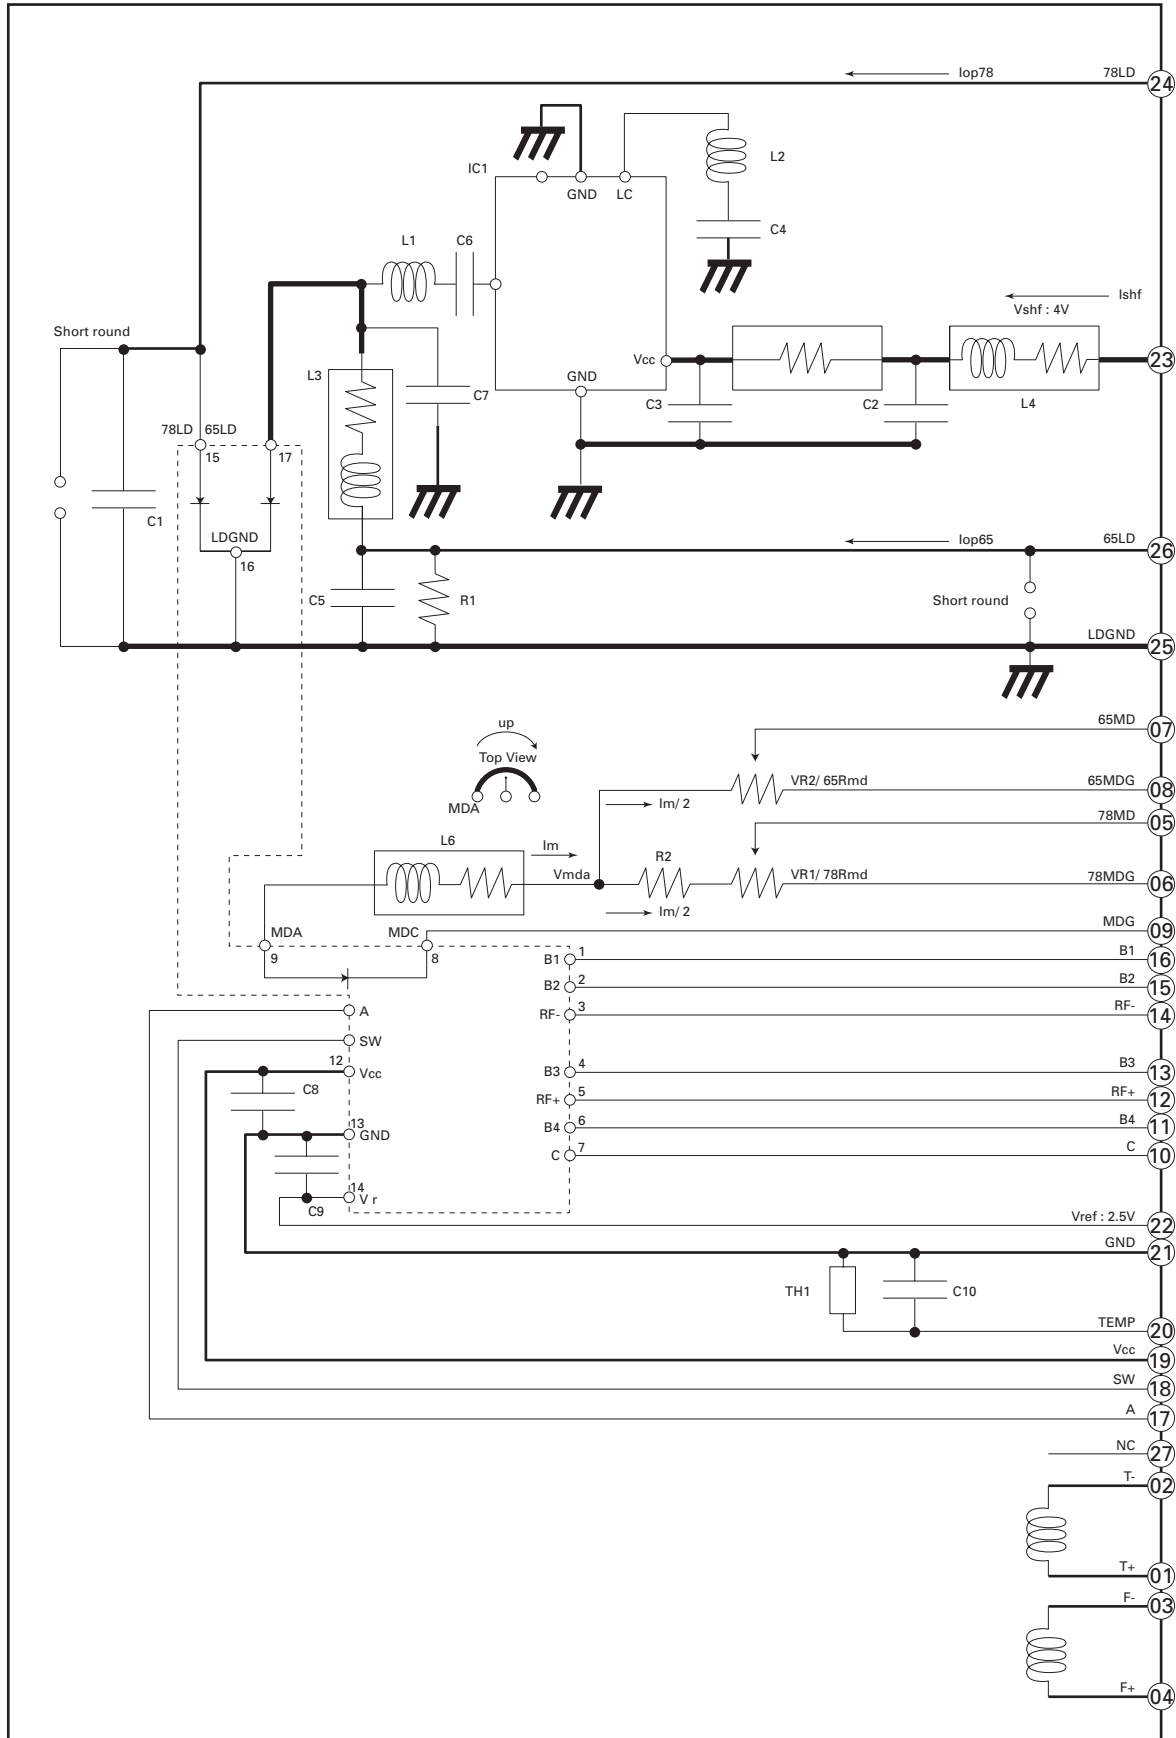 Iop78 78LD 24
IC1
GND LC
L2
C4
L1 C6
Ishf
Vshf : 4V
Short round
Vcc
23
L3
GND
C7
C3 C2 L4
78LD 65LD
15 17
C1
LDGND
16
Iop65 65LD 26
C5 R1
Short round
LDGND 25
up
Top View
MDA
65MD 07
VR2/ 65Rmd 65MDG 08
Im/ 2
78MD 05
L6 Im
R2
Vmda
VR1/ 78Rmd 78MDG 06
Im/ 2
MDA MDC MDG 09
9 8
B1 1 B1 16
B2 2 B2 15
A RF- 3 RF- 14
SW
12 Vcc B3 4 B3 13
C8 RF+ 5 RF+ 12
13 GND B4 6 B4 11
C 7 C 10
14 V r
C9
Vref : 2.5V 22
GND 21
TH1 C10
TEMP 20
Vcc 19
SW 18
A 17
NC 27
T- 02
T+ 01
F- 03
F+ 04